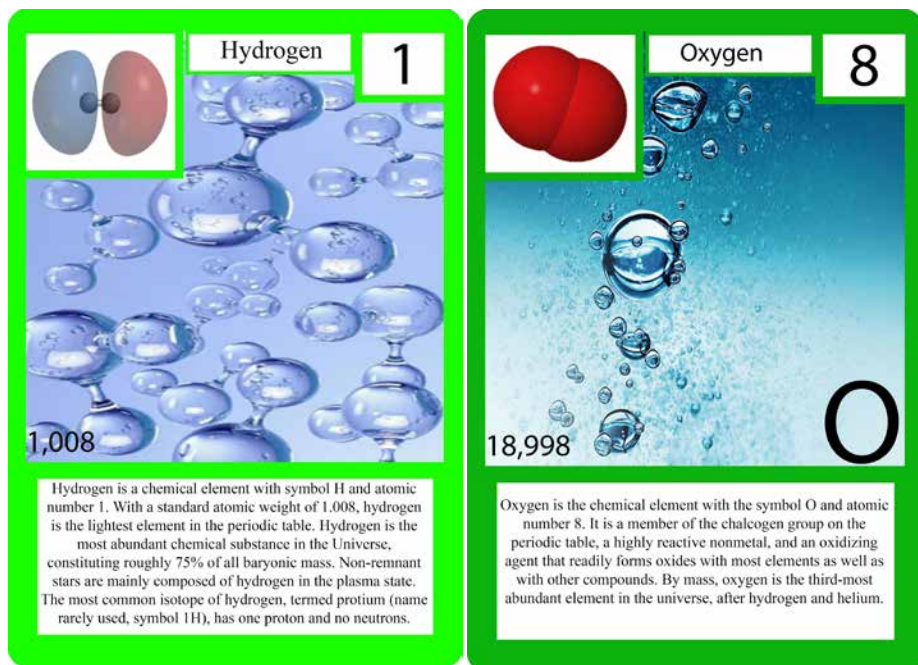 Hydrogen
1
1,008
Hydrogen is a chemical element with symbol H and atomic
number 1. With a standard atomic weight of 1.008, hydrogen
is the lightest element in the periodic table. Hydrogen is the
most abundant chemical substance in the Universe,
constituting roughly 75% of all baryonic mass. Non-remnant
stars are mainly composed of hydrogen in the plasma state.
The most common isotope of hydrogen, termed protium (name
rarely used, symbol 1H), has one proton and no neutrons.
Oxygen
8
18,998
O
Oxygen is the chemical element with the symbol O and atomic
number 8. It is a member of the chalcogen group on the
periodic table, a highly reactive nonmetal, and an oxidizing
agent that readily forms oxides with most elements as well as
with other compounds. By mass, oxygen is the third-most
abundant element in the universe, after hydrogen and helium.